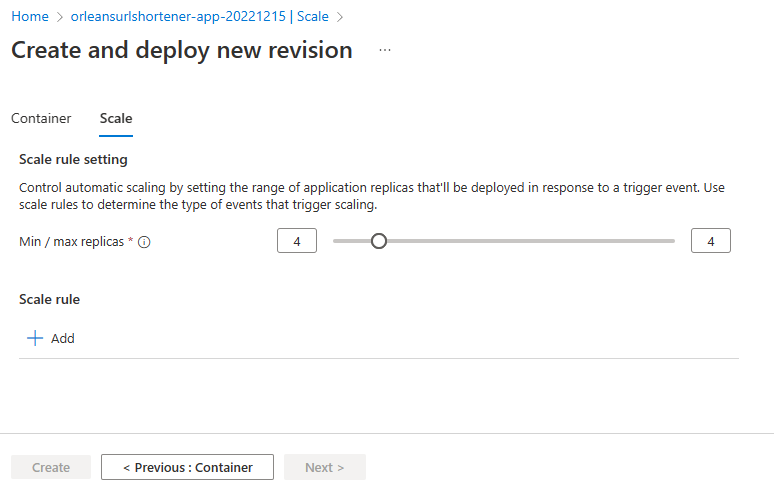 Home > orleansurlshortener-app-20221215 | Scale >
Create and deploy new revision ...
Container Scale
Scale rule setting
Control automatic scaling by setting the range of application replicas that'll be deployed in response to a trigger event. Use
scale rules to determine the type of events that trigger scaling.
Min / max replicas * 4 4
Scale rule
+ Add
Create < Previous : Container Next >